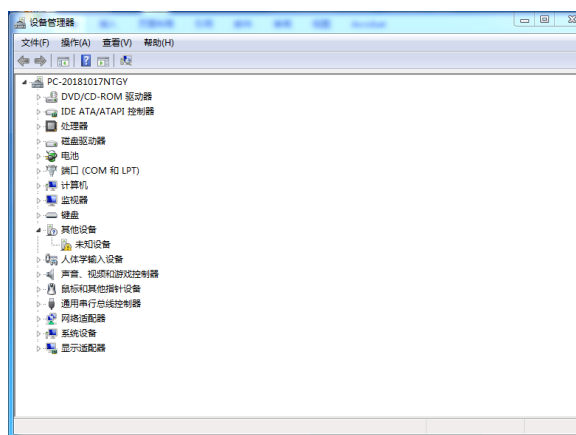 设备管理器
文件(F) 操作(A) 查看(V) 帮助(H)
PC-20181017NTGY
DVD/CD-ROM 驱动器
IDE ATA/ATAPI 控制器
处理器
磁盘驱动器
电池
端口 (COM 和 LPT)
计算机
监视器
键盘
其他设备
未知设备
人体学输入设备
声音、视频和游戏控制器
鼠标和其他指针设备
通用串行总线控制器
网络适配器
系统设备
显示适配器